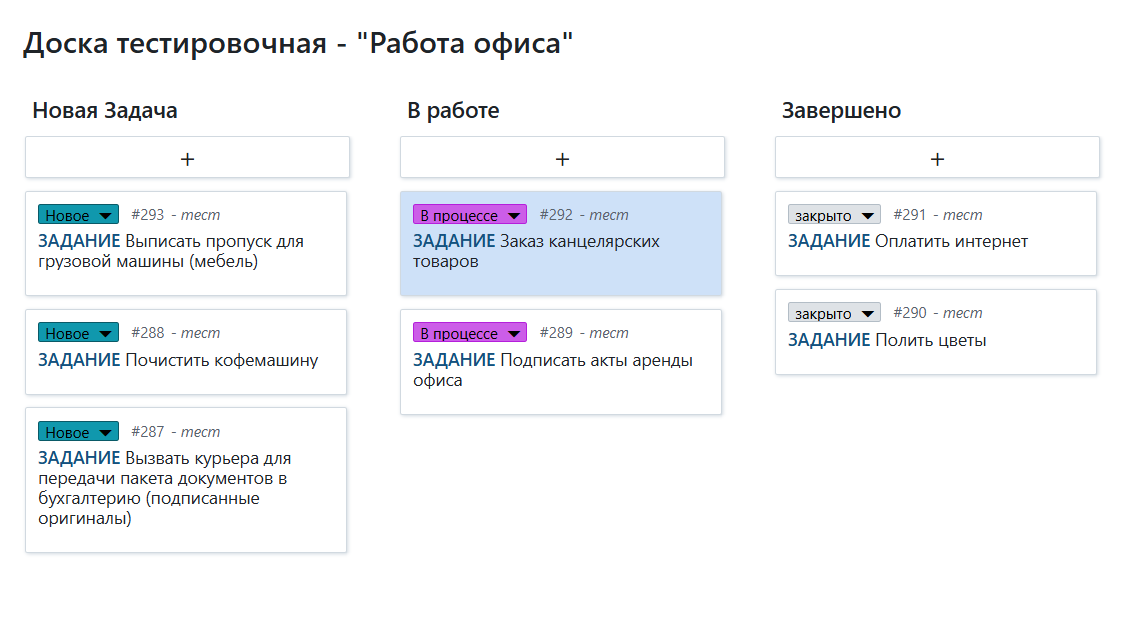 Доска тестировочная - "Работа офиса"
Новая Задача
+
Новое #293 - тест
ЗАДАНИЕ Выписать пропуск для
грузовой машины (мебель)
Новое #288 - тест
ЗАДАНИЕ Почистить кофемашину
Новое #287 - тест
ЗАДАНИЕ Вызвать курьера для
передачи пакета документов в
бухгалтерию (подписанные
оригиналы)
В работе
+
В процессе #292 - тест
ЗАДАНИЕ Заказ канцелярских
товаров
В процессе #289 - тест
ЗАДАНИЕ Подписать акты аренды
офиса
Завершено
+
закрыто #291 - тест
ЗАДАНИЕ Оплатить интернет
закрыто #290 - тест
ЗАДАНИЕ Полить цветы